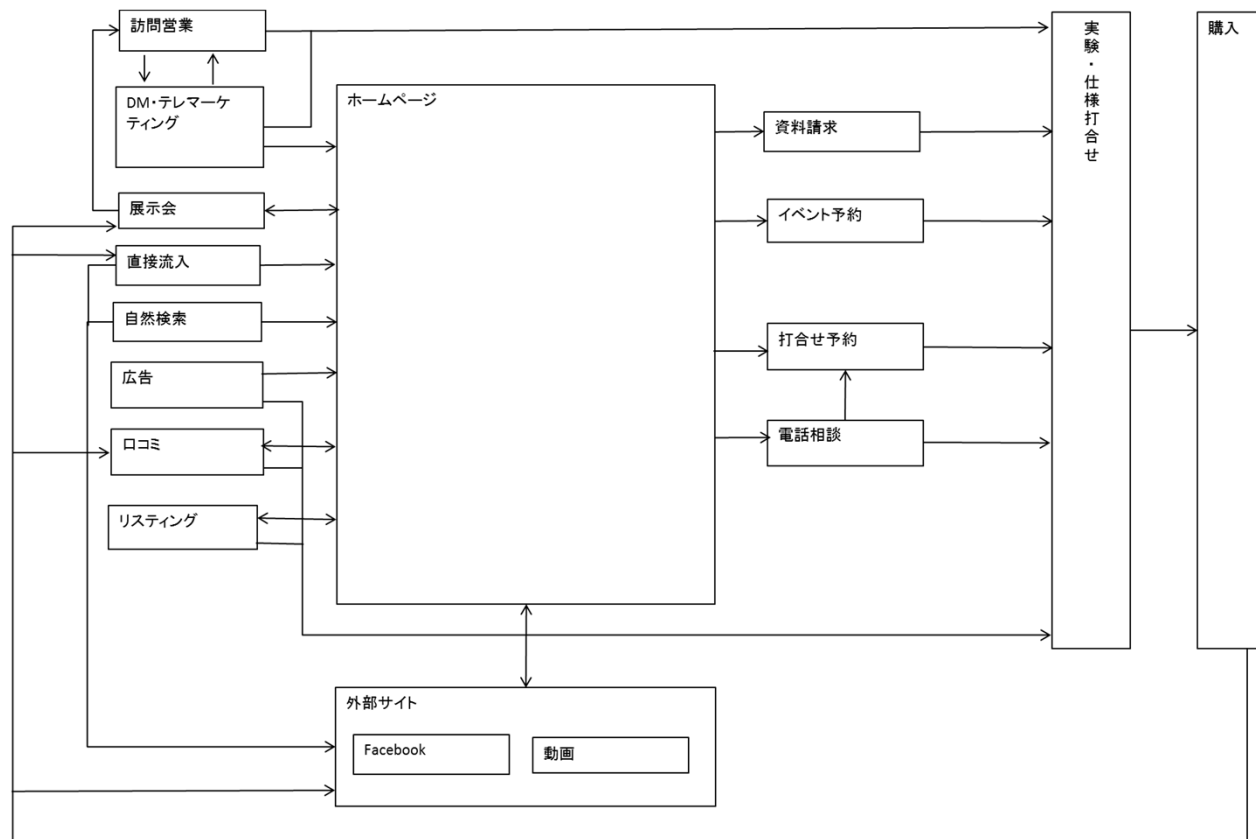 訪問営業
DM・テレマーケ
ティング
展示会
直接流入
自然検索
広告
口コミ
リスティング
ホームページ
資料請求
イベント予約
打合せ予約
電話相談
実験・仕様打合せ
購入
外部サイト
Facebook
動画